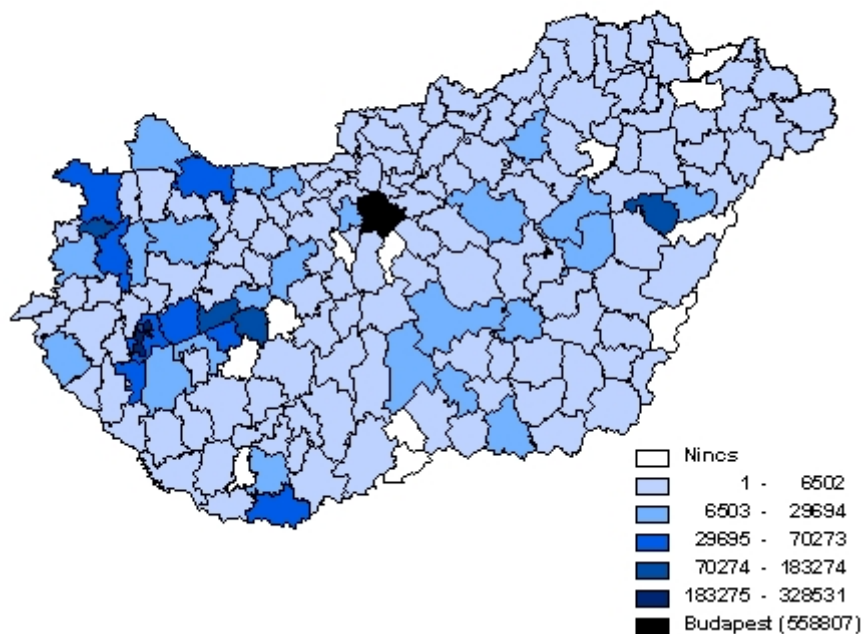 Nincs
1 - 6502
6503 - 29694
29695 - 70273
70274 - 183274
183275 - 328531
Budapest (558807)